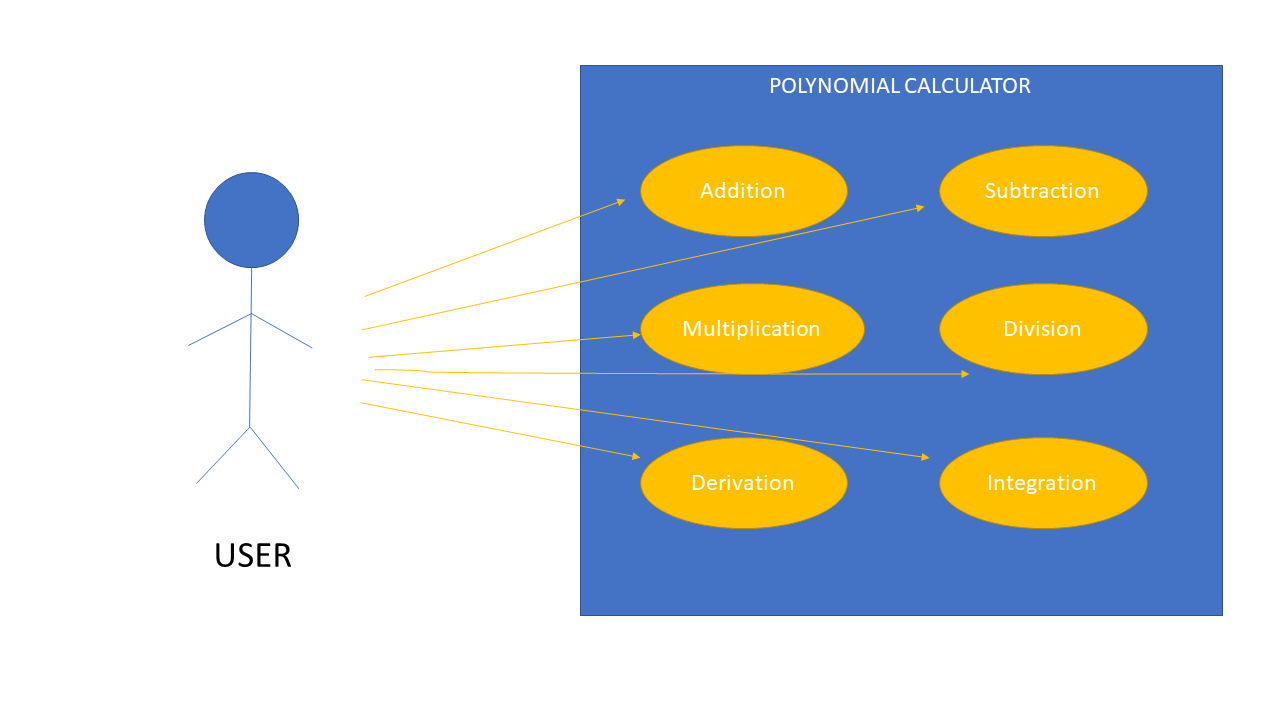 POLYNOMIAL CALCULATOR
Addition
Subtraction
Multiplication
Division
Derivation
Integration
USER